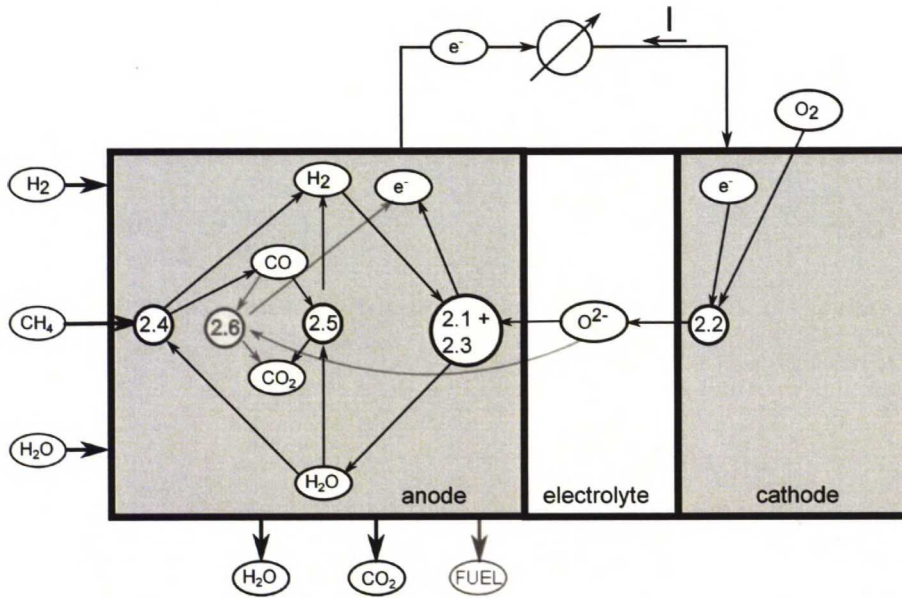 I
e-
O2
H2
H2
e-
e-
CO
CH4
2.4
2.6
2.5
2.1 +
2.3
O2-
2.2
CO2
H2O
H2O
anode
electrolyte
cathode
H2O
CO2
FUEL